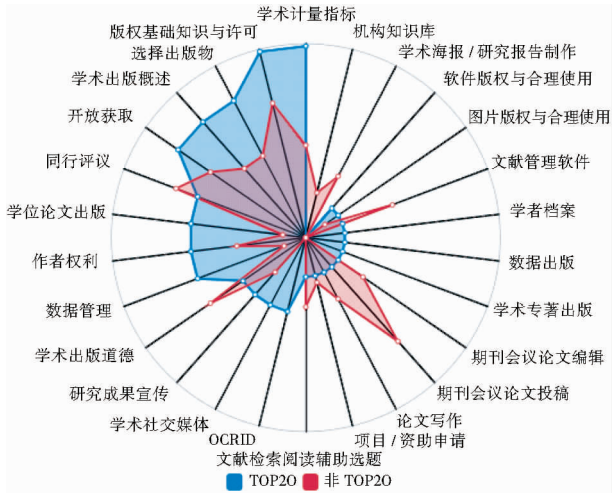 学术计量指标
版权基础知识与许可
机构知识库
选择出版物
学术海报/研究报告制作
学术出版概述
软件版权与合理使用
开放获取
图片版权与合理使用
同行评议
文献管理软件
学位论文出版
学者档案
作者权利
数据出版
数据管理
学术专著出版
学术出版道德
期刊会议论文编辑
研究成果宣传
期刊会议论文投稿
学术社交媒体
论文写作
OCRID
项目/资助申请
文献检索阅读辅助选题
TOP20
非 TOP20